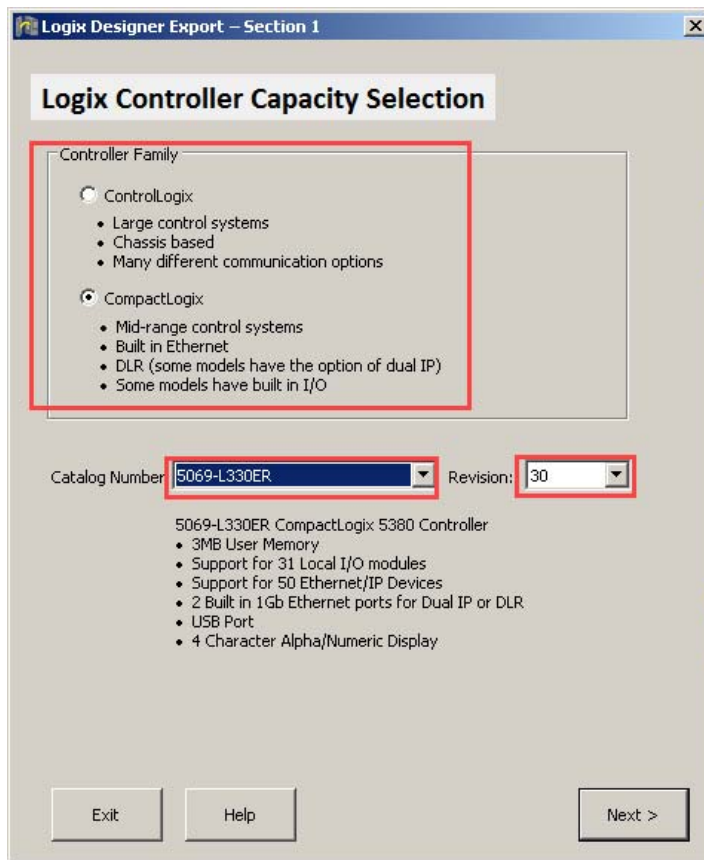 Logix Designer Export – Section 1
Logix Controller Capacity Selection
Controller Family
ControlLogix
• Large control systems
• Chassis based
• Many different communication options
CompactLogix
• Mid-range control systems
• Built in Ethernet
• DLR (some models have the option of dual IP)
• Some models have built in I/O
Catalog Number 5069-L330ER Revision: 30
5069-L330ER CompactLogix 5380 Controller
• 3MB User Memory
• Support for 31 Local I/O modules
• Support for 50 Ethernet/IP Devices
• 2 Built in 1Gb Ethernet ports for Dual IP or DLR
• USB Port
• 4 Character Alpha/Numeric Display
Exit Help Next >